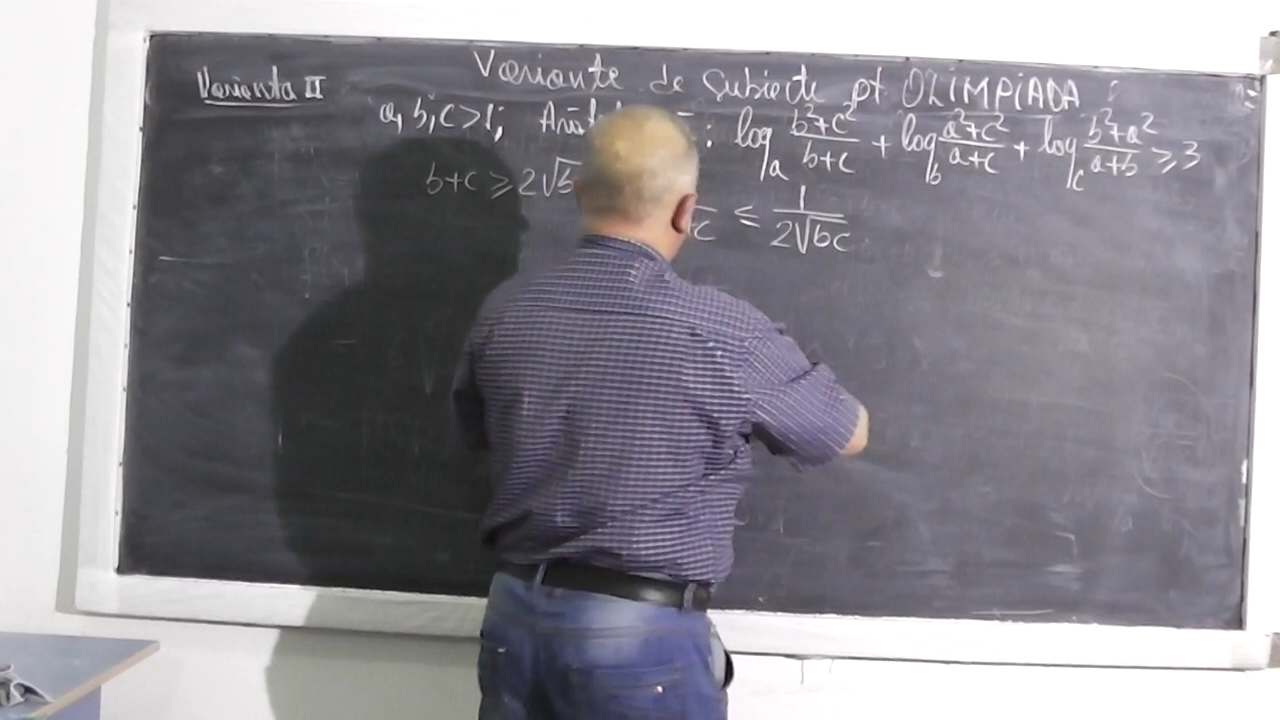 Variante de subiecte pt OLIMPIADA :
Varianta II
a, b, c > 1; : log_a (b²+c²)/(b+c) + log_b (a²+c²)/(a+c) + log_c (b²+a²)/(a+b) ≥ 3
b+c ≥ 2√b
c ≤ 1/(2√bc)